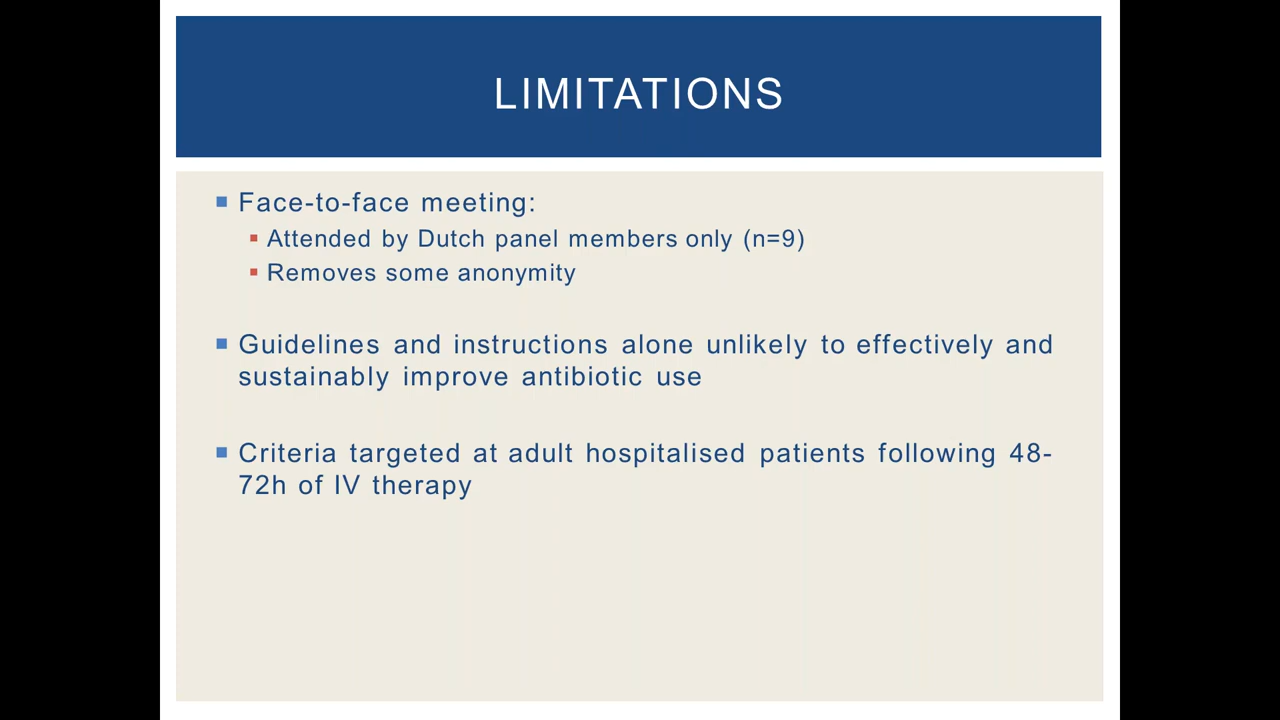 LIMITATIONS
Face-to-face meeting:
Attended by Dutch panel members only (n=9)
Removes some anonymity
Guidelines and instructions alone unlikely to effectively and
sustainably improve antibiotic use
Criteria targeted at adult hospitalised patients following 48-
72h of IV therapy